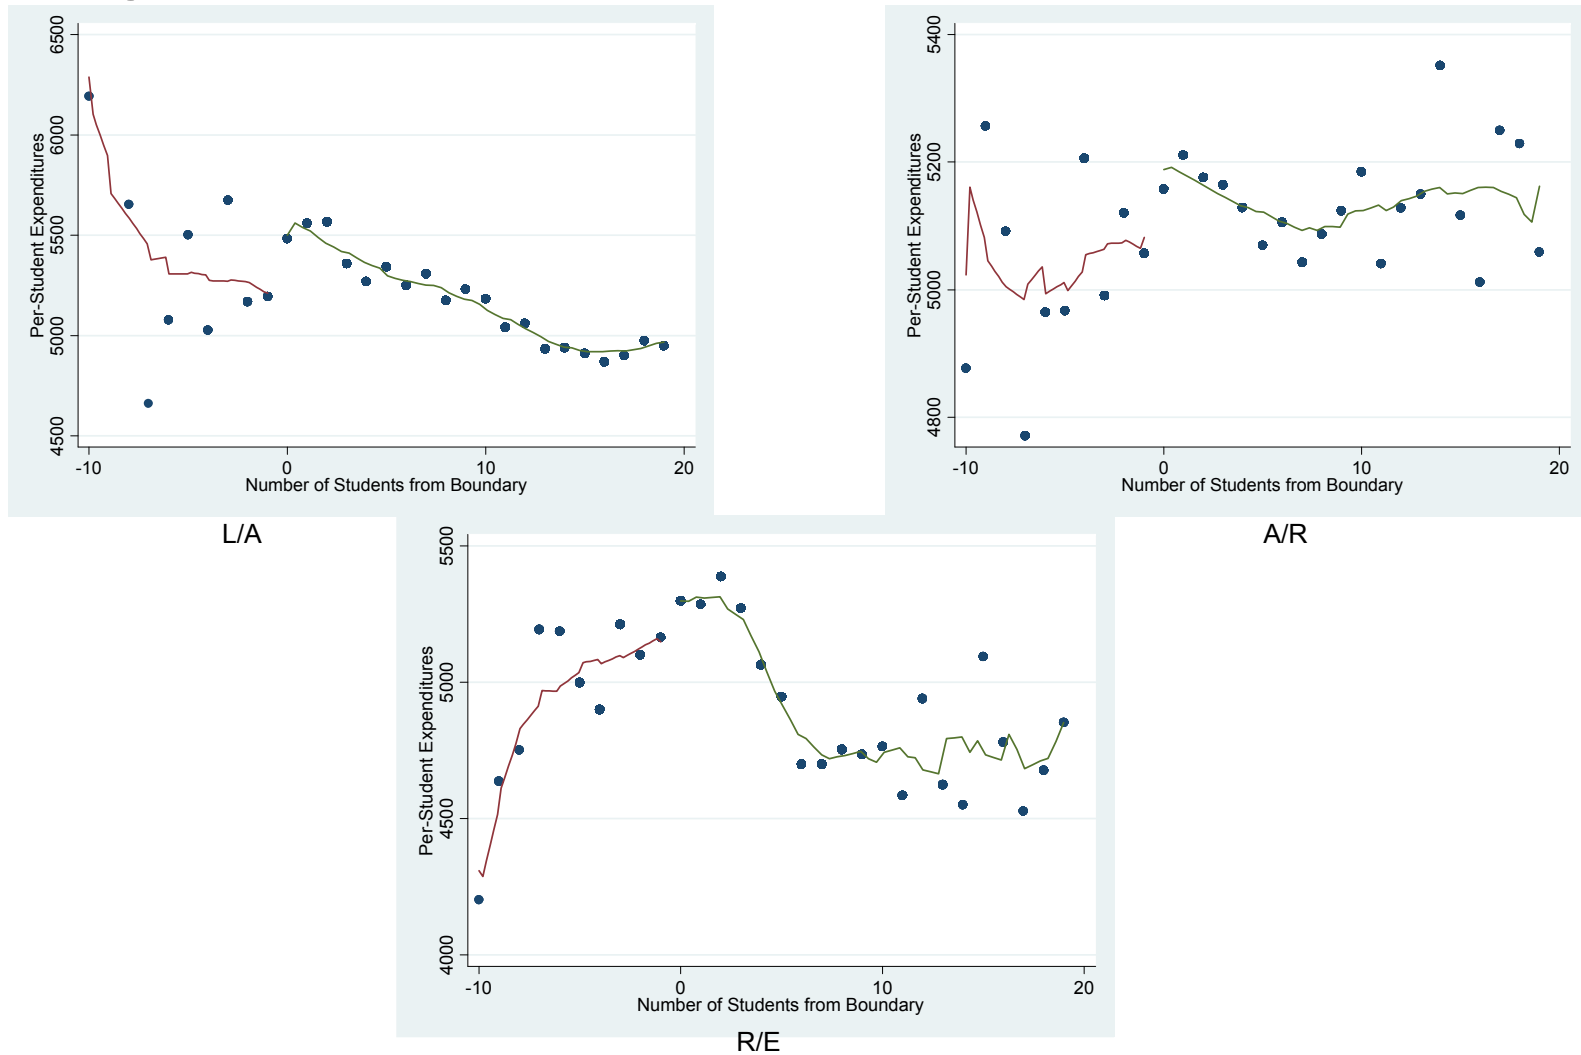 6500
6000
5500
5000
4500
Per-Student Expenditures
-10 0 10 20
Number of Students from Boundary
L/A
5400
5200
5000
4800
Per-Student Expenditures
-10 0 10 20
Number of Students from Boundary
A/R
5500
5000
4500
4000
Per-Student Expenditures
-10 0 10 20
Number of Students from Boundary
R/E